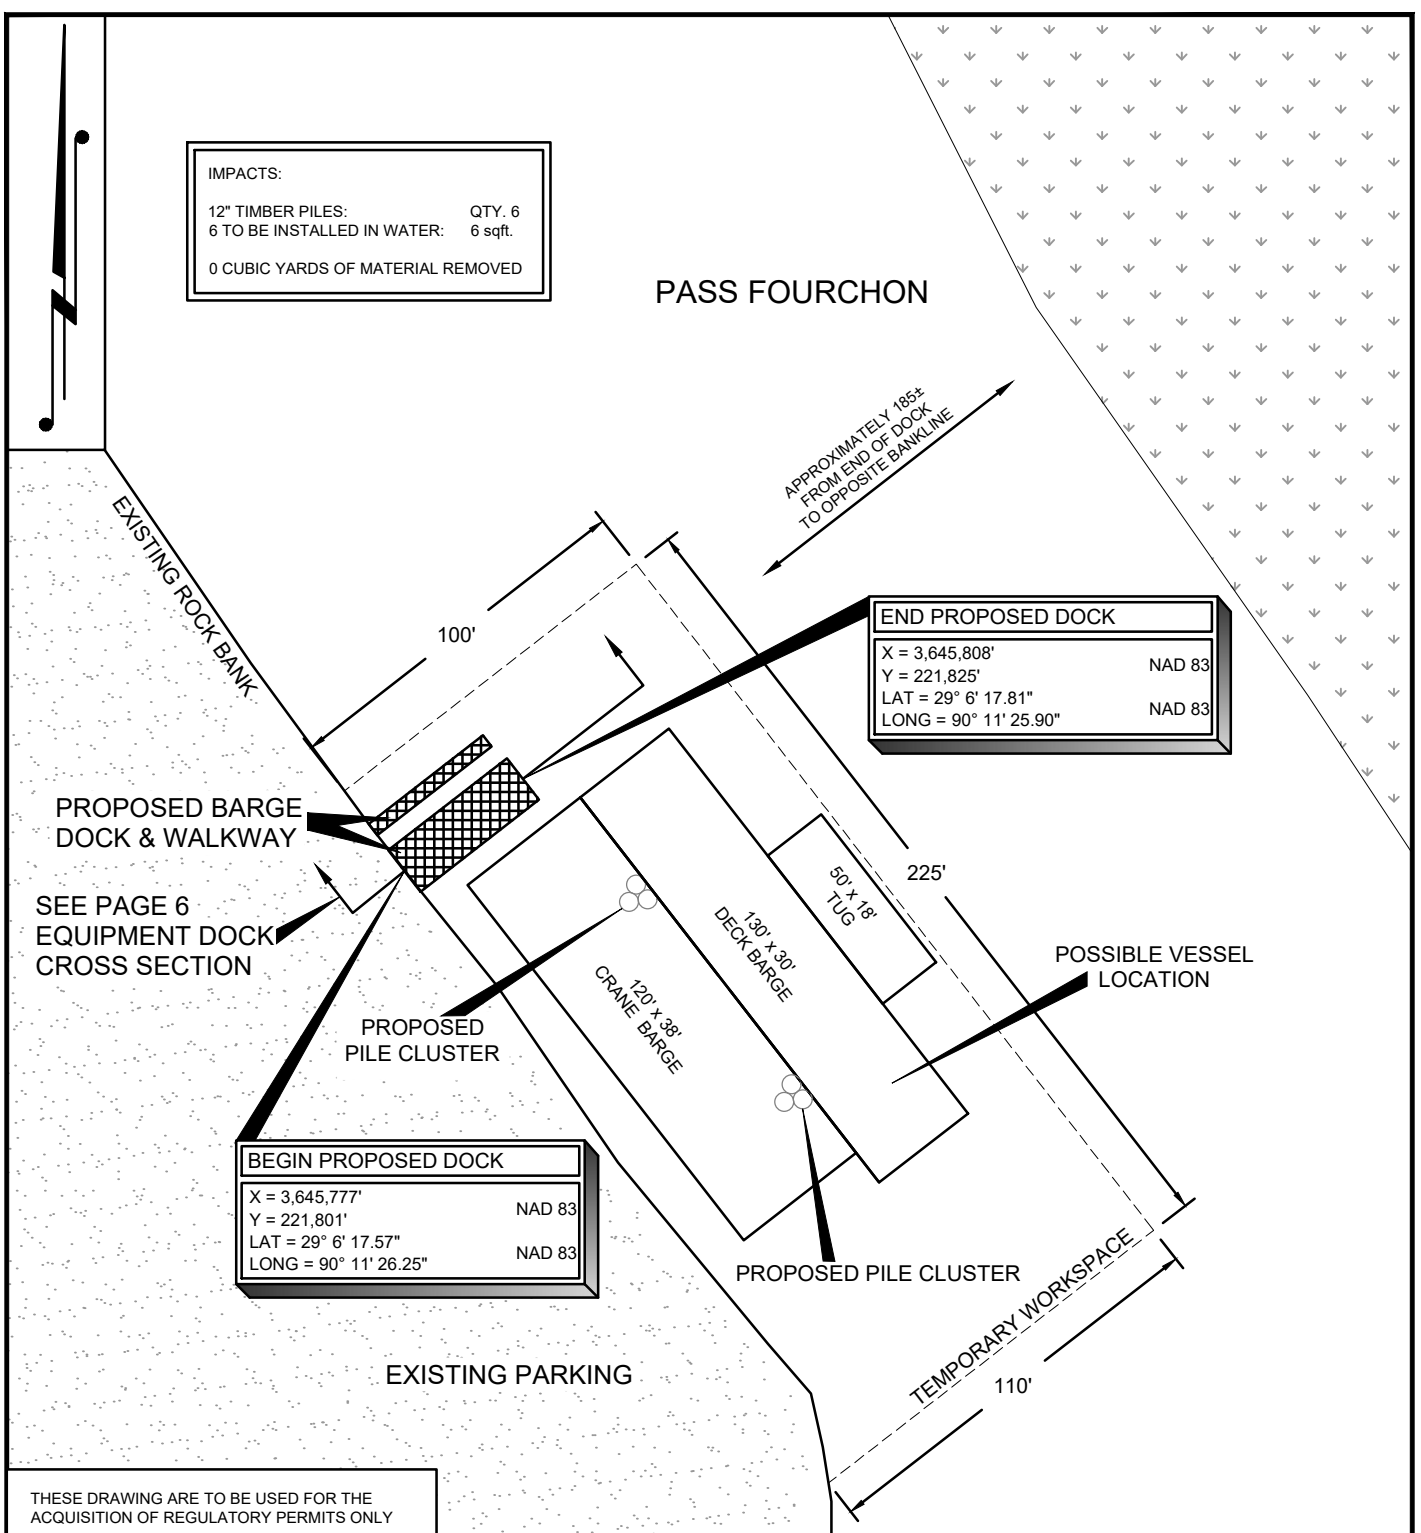 IMPACTS:
12" TIMBER PILES: QTY. 6
6 TO BE INSTALLED IN WATER: 6 sqft.
0 CUBIC YARDS OF MATERIAL REMOVED
PASS FOURCHON
APPROXIMATELY 185±
FROM END OF DOCK
TO OPPOSITE BANKLINE
EXISTING ROCK BANK
100'
END PROPOSED DOCK
X = 3,645,808'
Y = 221,825'
NAD 83
LAT = 29° 6' 17.81"
LONG = 90° 11' 25.90"
NAD 83
PROPOSED BARGE
DOCK & WALKWAY
SEE PAGE 6
EQUIPMENT DOCK
CROSS SECTION
225'
50' x 18'
TUG
130' x 30'
DECK BARGE
120' x 38'
CRANE BARGE
POSSIBLE VESSEL
LOCATION
PROPOSED
PILE CLUSTER
BEGIN PROPOSED DOCK
X = 3,645,777'
Y = 221,801'
NAD 83
LAT = 29° 6' 17.57"
LONG = 90° 11' 26.25"
NAD 83
PROPOSED PILE CLUSTER
TEMPORARY WORKSPACE
110'
EXISTING PARKING
THESE DRAWING ARE TO BE USED FOR THE
ACQUISITION OF REGULATORY PERMITS ONLY